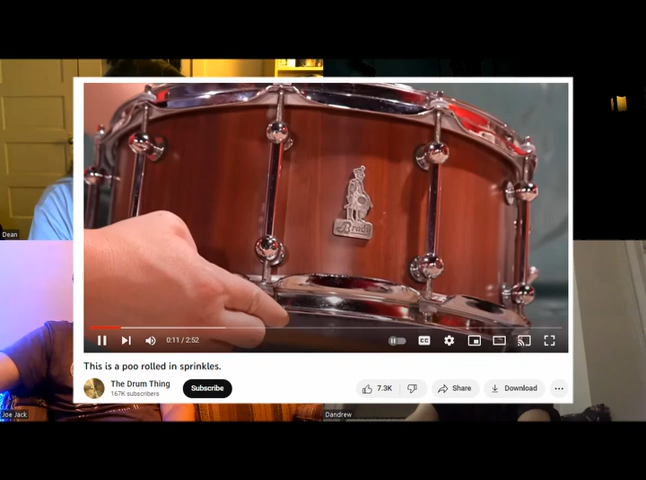 Dean
Brady
0:11 / 2:52
CC
This is a poo rolled in sprinkles.
The Drum Thing
167K subscribers
Subscribe
7.3K
Share
Download
Joe Jack
Dandrew